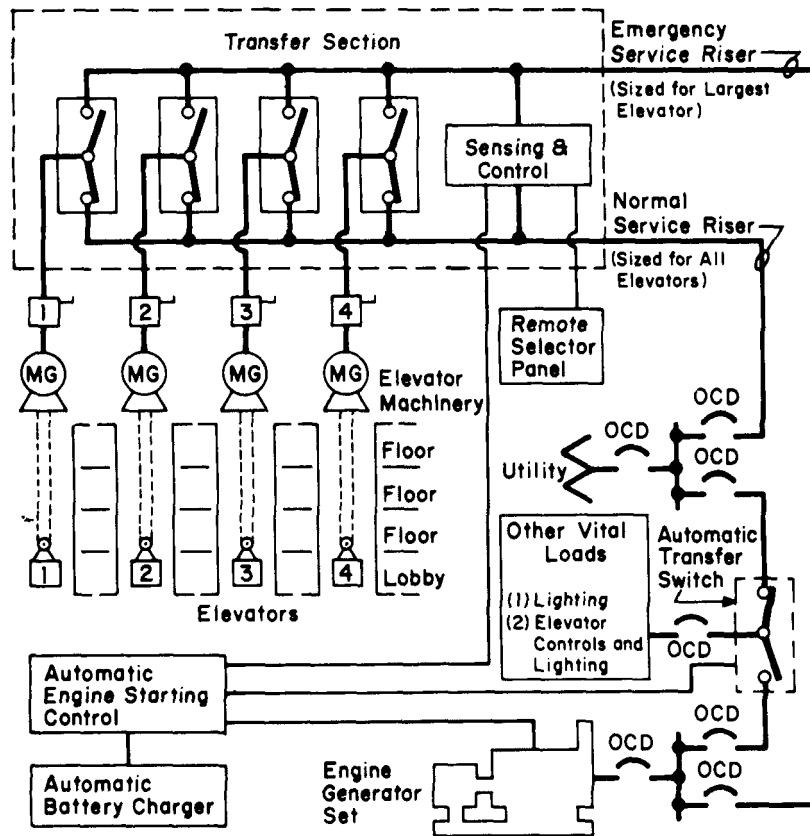 Transfer Section
Emergency
Service Riser
(Sized for Largest
Elevator)
Sensing &
Control
Normal
Service Riser
(Sized for All
Elevators)
1
2
3
4
Remote
Selector
Panel
MG
MG
MG
MG
Elevator
Machinery
OCD
OCD
OCD
Utility
Floor
Floor
Floor
Lobby
1
2
3
4
Elevators
Other Vital
Loads
(1) Lighting
(2) Elevator
Controls and
Lighting
Automatic
Transfer
Switch
OCD
Automatic
Engine Starting
Control
Automatic
Battery Charger
Engine
Generator
Set
OCD
OCD
OCD